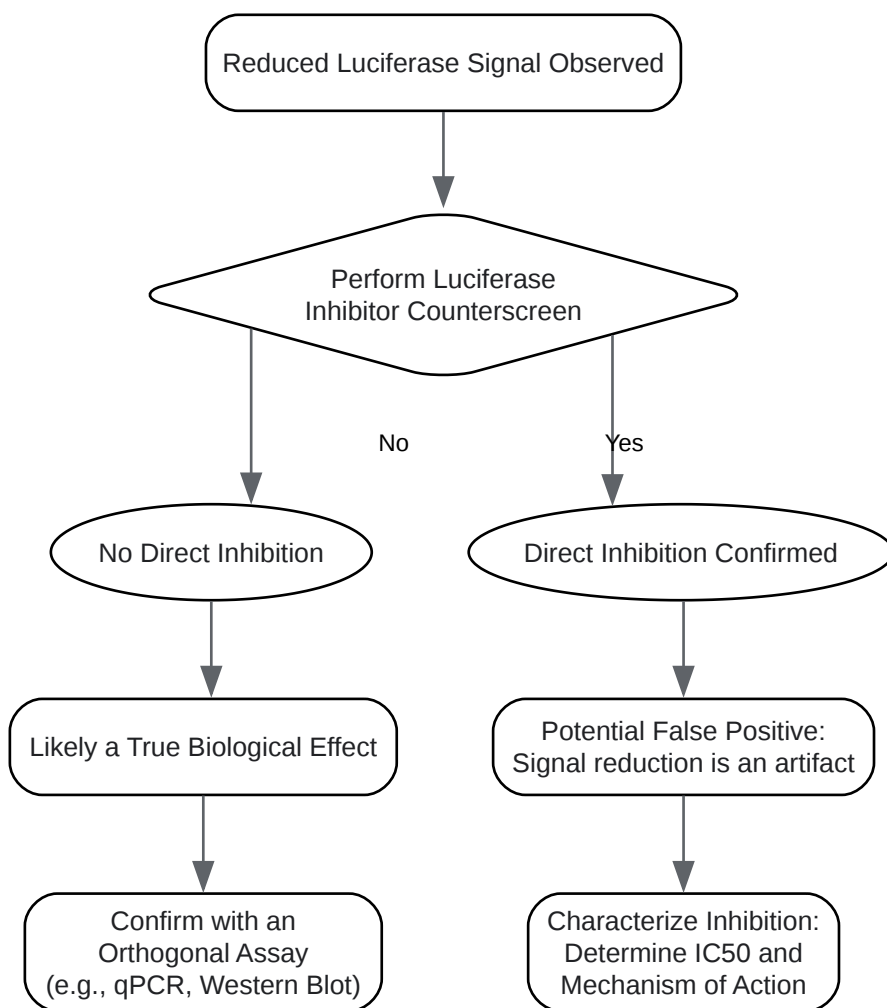 Reduced Luciferase Signal Observed
Perform Luciferase
Inhibitor Counterscreen
No
Yes
No Direct Inhibition
Direct Inhibition Confirmed
Likely a True Biological Effect
Potential False Positive:
Signal reduction is an artifact
Confirm with an
Orthogonal Assay
(e.g., qPCR, Western Blot)
Characterize Inhibition:
Determine IC50 and
Mechanism of Action